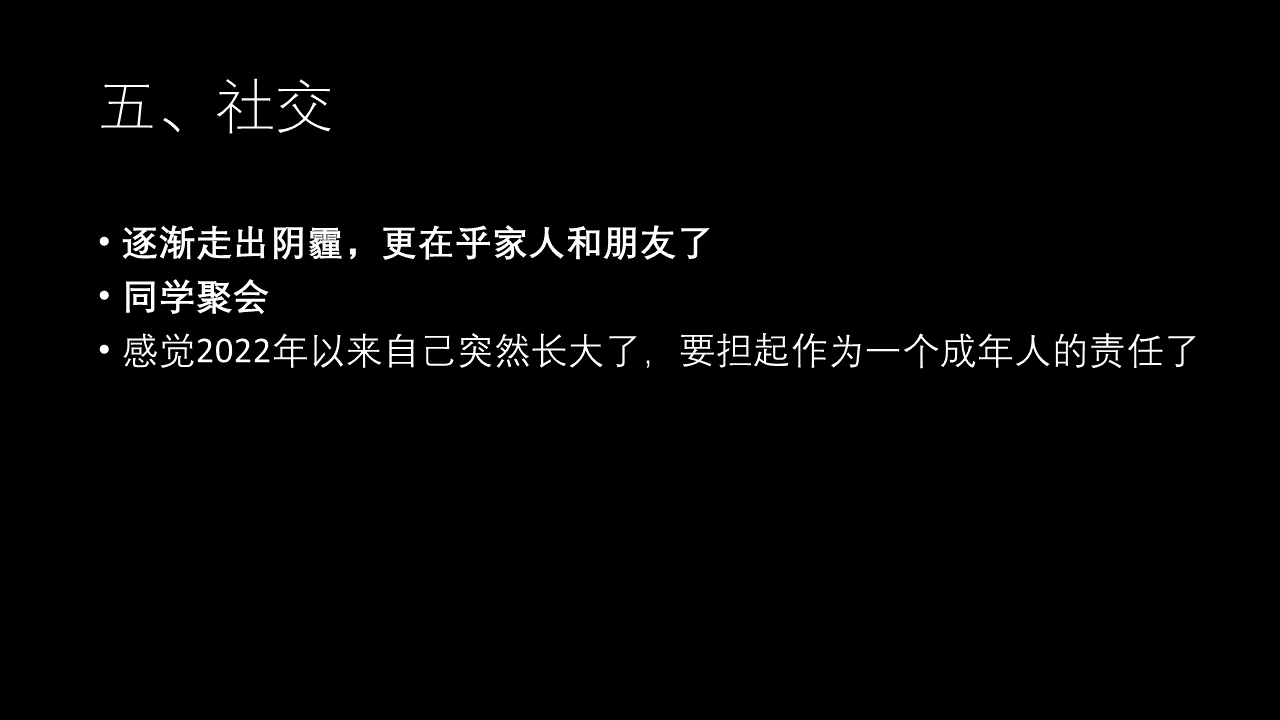 五、社交
• 逐渐走出阴霾，更在乎家人和朋友了
• 同学聚会
• 感觉2022年以来自己突然长大了，要担起作为一个成年人的责任了